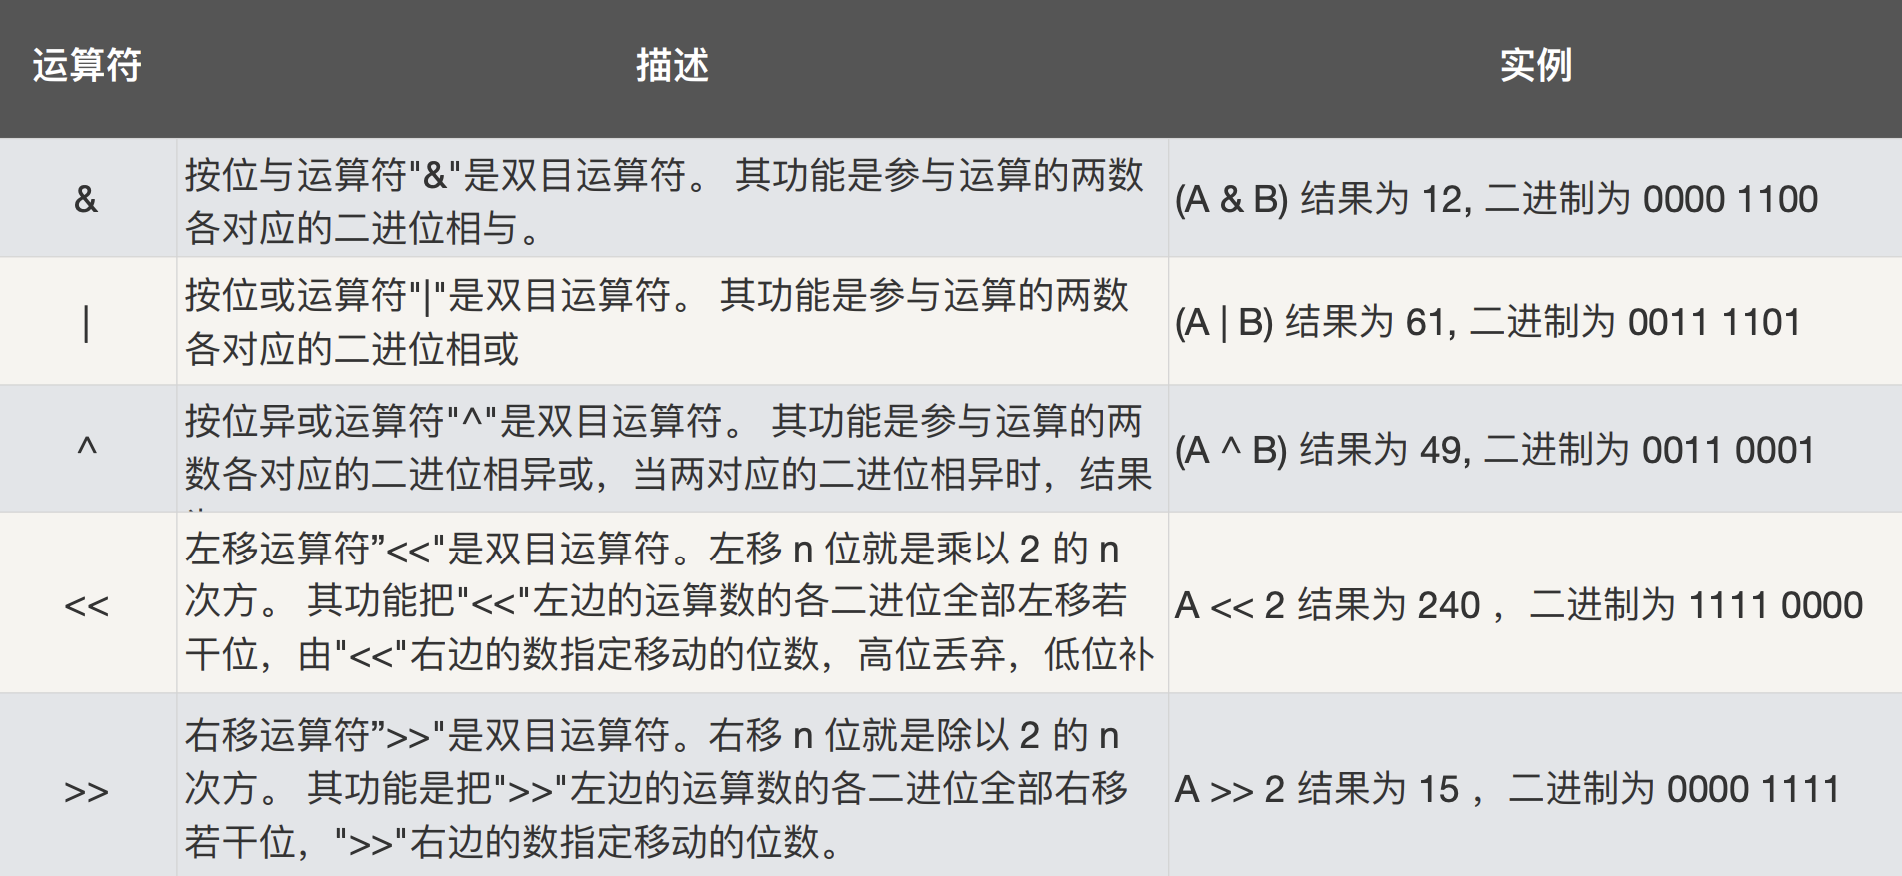 运算符 描述 实例
& 按位与运算符"&"是双目运算符。 其功能是参与运算的两数
各对应的二进位相与。
(A & B) 结果为 12, 二进制为 0000 1100
| 按位或运算符"|"是双目运算符。 其功能是参与运算的两数
各对应的二进位相或
(A | B) 结果为 61, 二进制为 0011 1101
^ 按位异或运算符"^"是双目运算符。 其功能是参与运算的两
数各对应的二进位相异或，当两对应的二进位相异时，结果
(A ^ B) 结果为 49, 二进制为 0011 0001
<< 左移运算符”<<"是双目运算符。左移 n 位就是乘以 2 的 n
次方。 其功能把"<<"左边的运算数的各二进位全部左移若
干位，由"<<"右边的数指定移动的位数，高位丢弃，低位补
A << 2 结果为 240 ，二进制为 1111 0000
>> 右移运算符”>>"是双目运算符。右移 n 位就是除以 2 的 n
次方。 其功能是把">>"左边的运算数的各二进位全部右移
若干位，">>"右边的数指定移动的位数。
A >> 2 结果为 15 ，二进制为 0000 1111